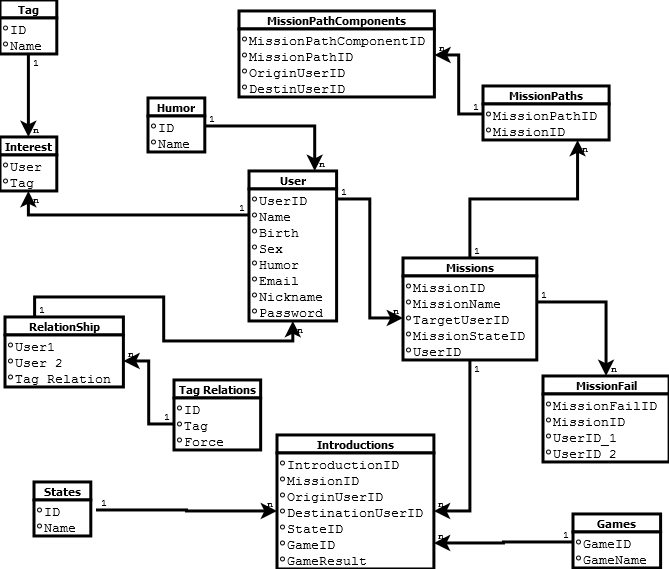 Tag
ID
Name
1
n
Interest
User
Tag
n
MissionPathComponents
MissionPathComponentID
MissionPathID
OriginUserID
DestinUserID
n
1
MissionPaths
MissionPathID
MissionID
n
Humor
ID
Name
1
n
User
UserID
Name
Birth
Sex
Humor
Email
Nickname
Password
1
1
n
n
Missions
MissionID
MissionName
TargetUserID
MissionStateID
UserID
1
1
1
n
MissionFail
MissionFailID
MissionID
UserID_1
UserID_2
1
RelationShip
User1
User 2
Tag Relation
n
1
Tag Relations
ID
Tag
Force
Introductions
IntroductionID
MissionID
OriginUserID
DestinationUserID
StateID
GameID
GameResult
n
n
n
States
ID
Name
1
1
Games
GameID
GameName